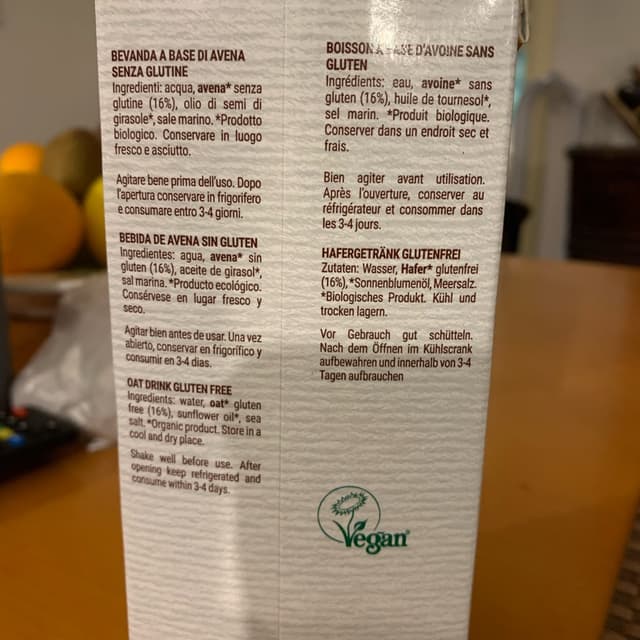 BEVANDA A BASE DI AVENA
SENZA GLUTINE
Ingredienti: acqua, avena* senza
glutine (16%), olio di semi di
girasole*, sale marino. *Prodotto
biologico. Conservare in luogo
fresco e asciutto.
Agitare bene prima dell'uso. Dopo
l'apertura conservare in frigorifero
e consumare entro 3-4 giorni.
BEBIDA DE AVENA SIN GLUTEN
Ingredientes: agua, avena* sin
gluten (16%), aceite de girasol*,
sal marina. *Producto ecológico.
Consérvese en lugar fresco y
seco.
Agitar bien antes de usar. Una vez
abierto, conservar en frigorífico y
consumir en 3-4 dias.
OAT DRINK GLUTEN FREE
Ingredients: water, oat* gluten
free (16%), sunflower oil*, sea
salt. *Organic product. Store in a
cool and dry place.
Shake well before use. After
opening keep refrigerated and
consume within 3-4 days.
BOISSON D'AVOINE SANS
GLUTEN
Ingrédients: eau, avoine* sans
gluten (16%), huile de tournesol*,
sel marin. *Produit biologique.
Conserver dans un endroit sec et
frais.
Bien agiter avant utilisation.
Après l'ouverture, conserver au
réfrigérateur et consommer dans
les 3-4 jours.
HAFERGETRÄNK GLUTENFREI
Zutaten: Wasser, Hafer* glutenfrei
(16%),*Sonnenblumenöl, Meersalz.
*Biologisches Produkt. Kühl und
trocken lagern.
Vor Gebrauch gut schütteln.
Nach dem Öffnen im Kühlscrank
aufbewahren und innerhalb von 3-4
Tagen aufbrauchen
Vegan